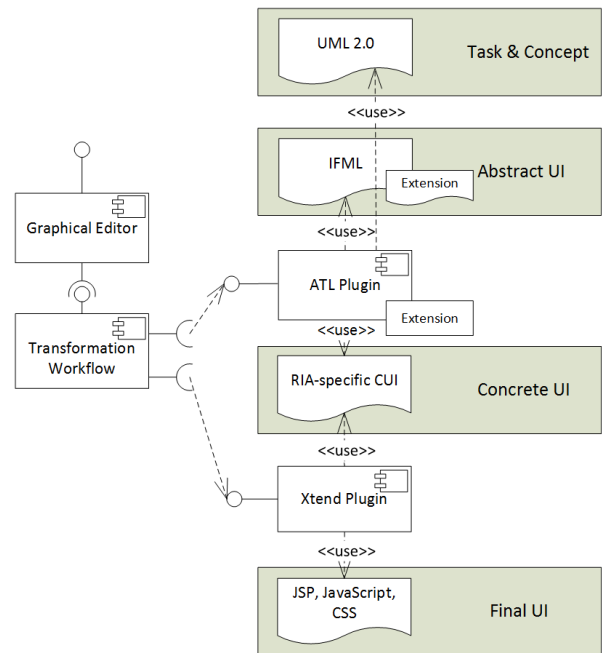 UML 2.0
Task & Concept
<<use>>
IFML
Abstract UI
Extension
<<use>>
Graphical Editor
ATL Plugin
Extension
<<use>>
Transformation
Workflow
RIA-specific CUI
Concrete UI
<<use>>
Xtend Plugin
<<use>>
JSP, JavaScript,
CSS
Final UI